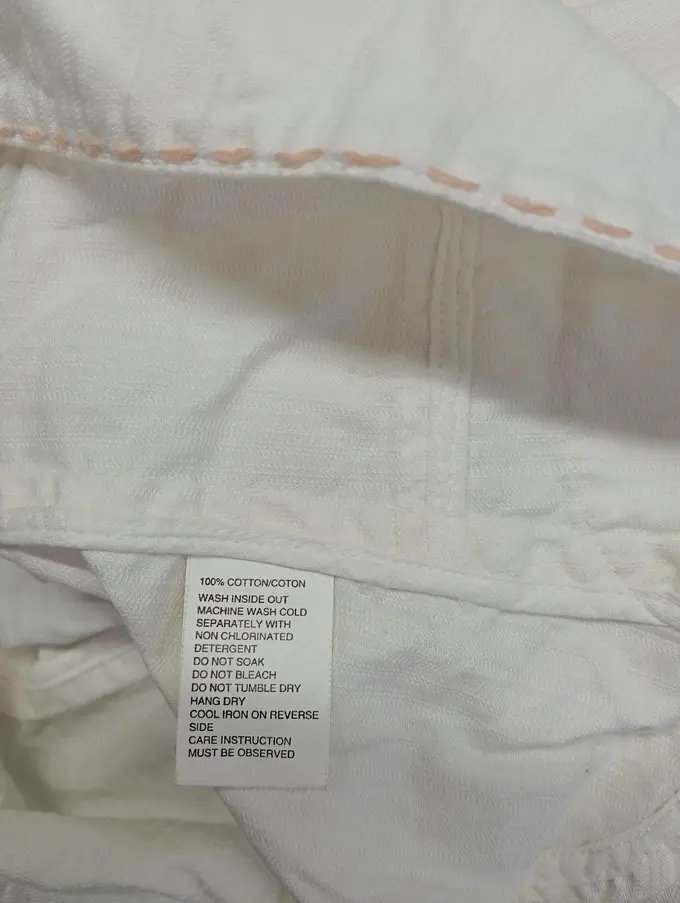 100% COTTON/COTON
WASH INSIDE OUT
MACHINE WASH COLD
SEPARATELY WITH
NON CHLORINATED
DETERGENT
DO NOT SOAK
DO NOT BLEACH
DO NOT TUMBLE DRY
HANG DRY
COOL IRON ON REVERSE
SIDE
CARE INSTRUCTION
MUST BE OBSERVED